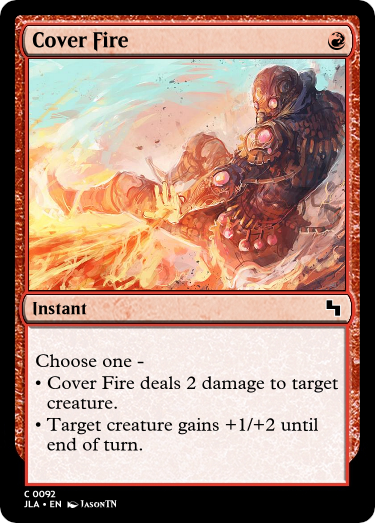 Cover Fire
Instant
Choose one -
• Cover Fire deals 2 damage to target
creature.
• Target creature gains +1/+2 until
end of turn.
C 0092
JLA • EN JASONTN